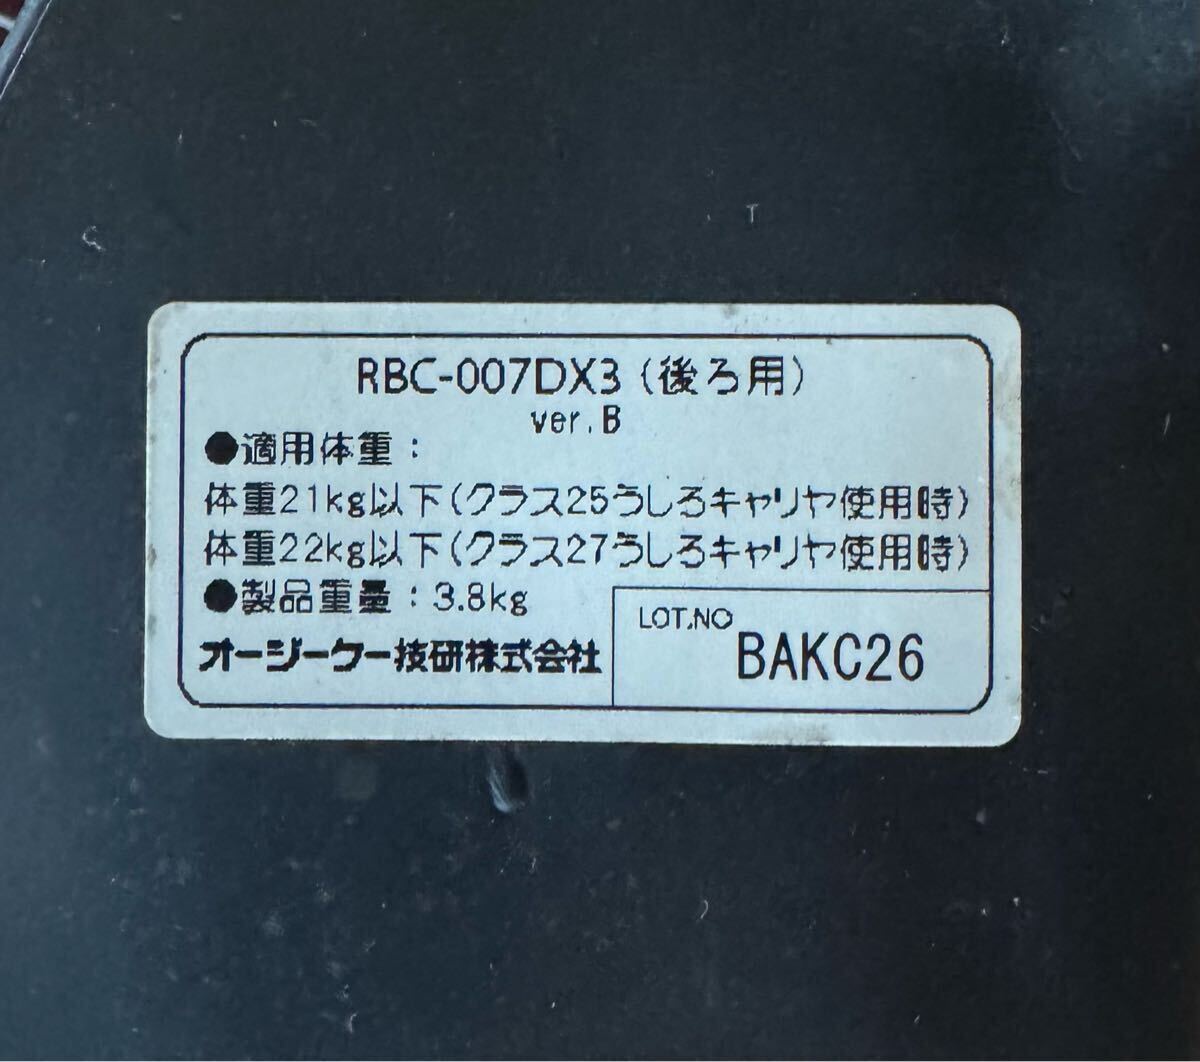 RBC-007DX3（後ろ用）
ver.B
●適用体重：
体重21kg以下（クラス25うしろキャリヤ使用時）
体重22kg以下（クラス27うしろキャリヤ使用時）
●製品重量：3.8kg
オージーケー技研株式会社
LOT.NO
BAKC26